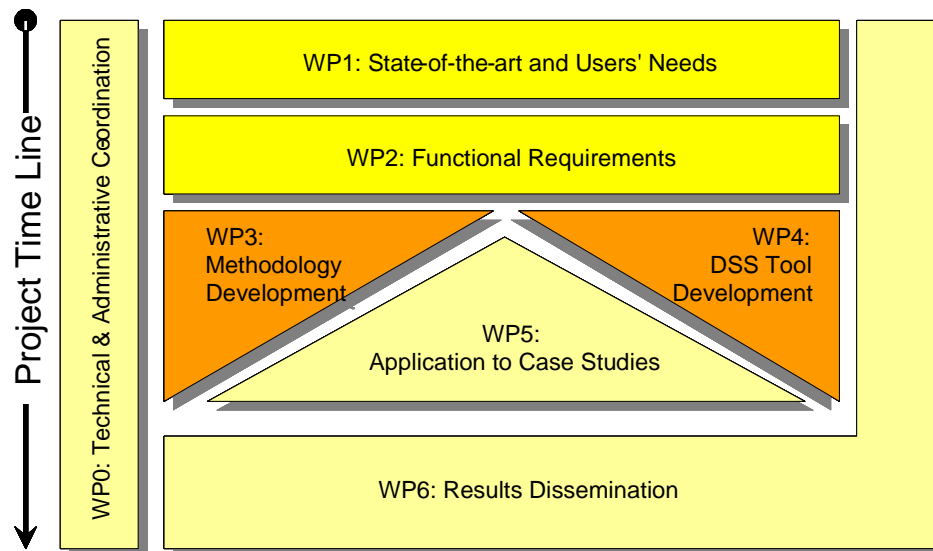 Project Time Line
WP0: Technical & Administrative Coordination
WP1: State-of-the-art and Users' Needs
WP2: Functional Requirements
WP3:
Methodology
Development
WP4:
DSS Tool
Development
WP5:
Application to Case Studies
WP6: Results Dissemination